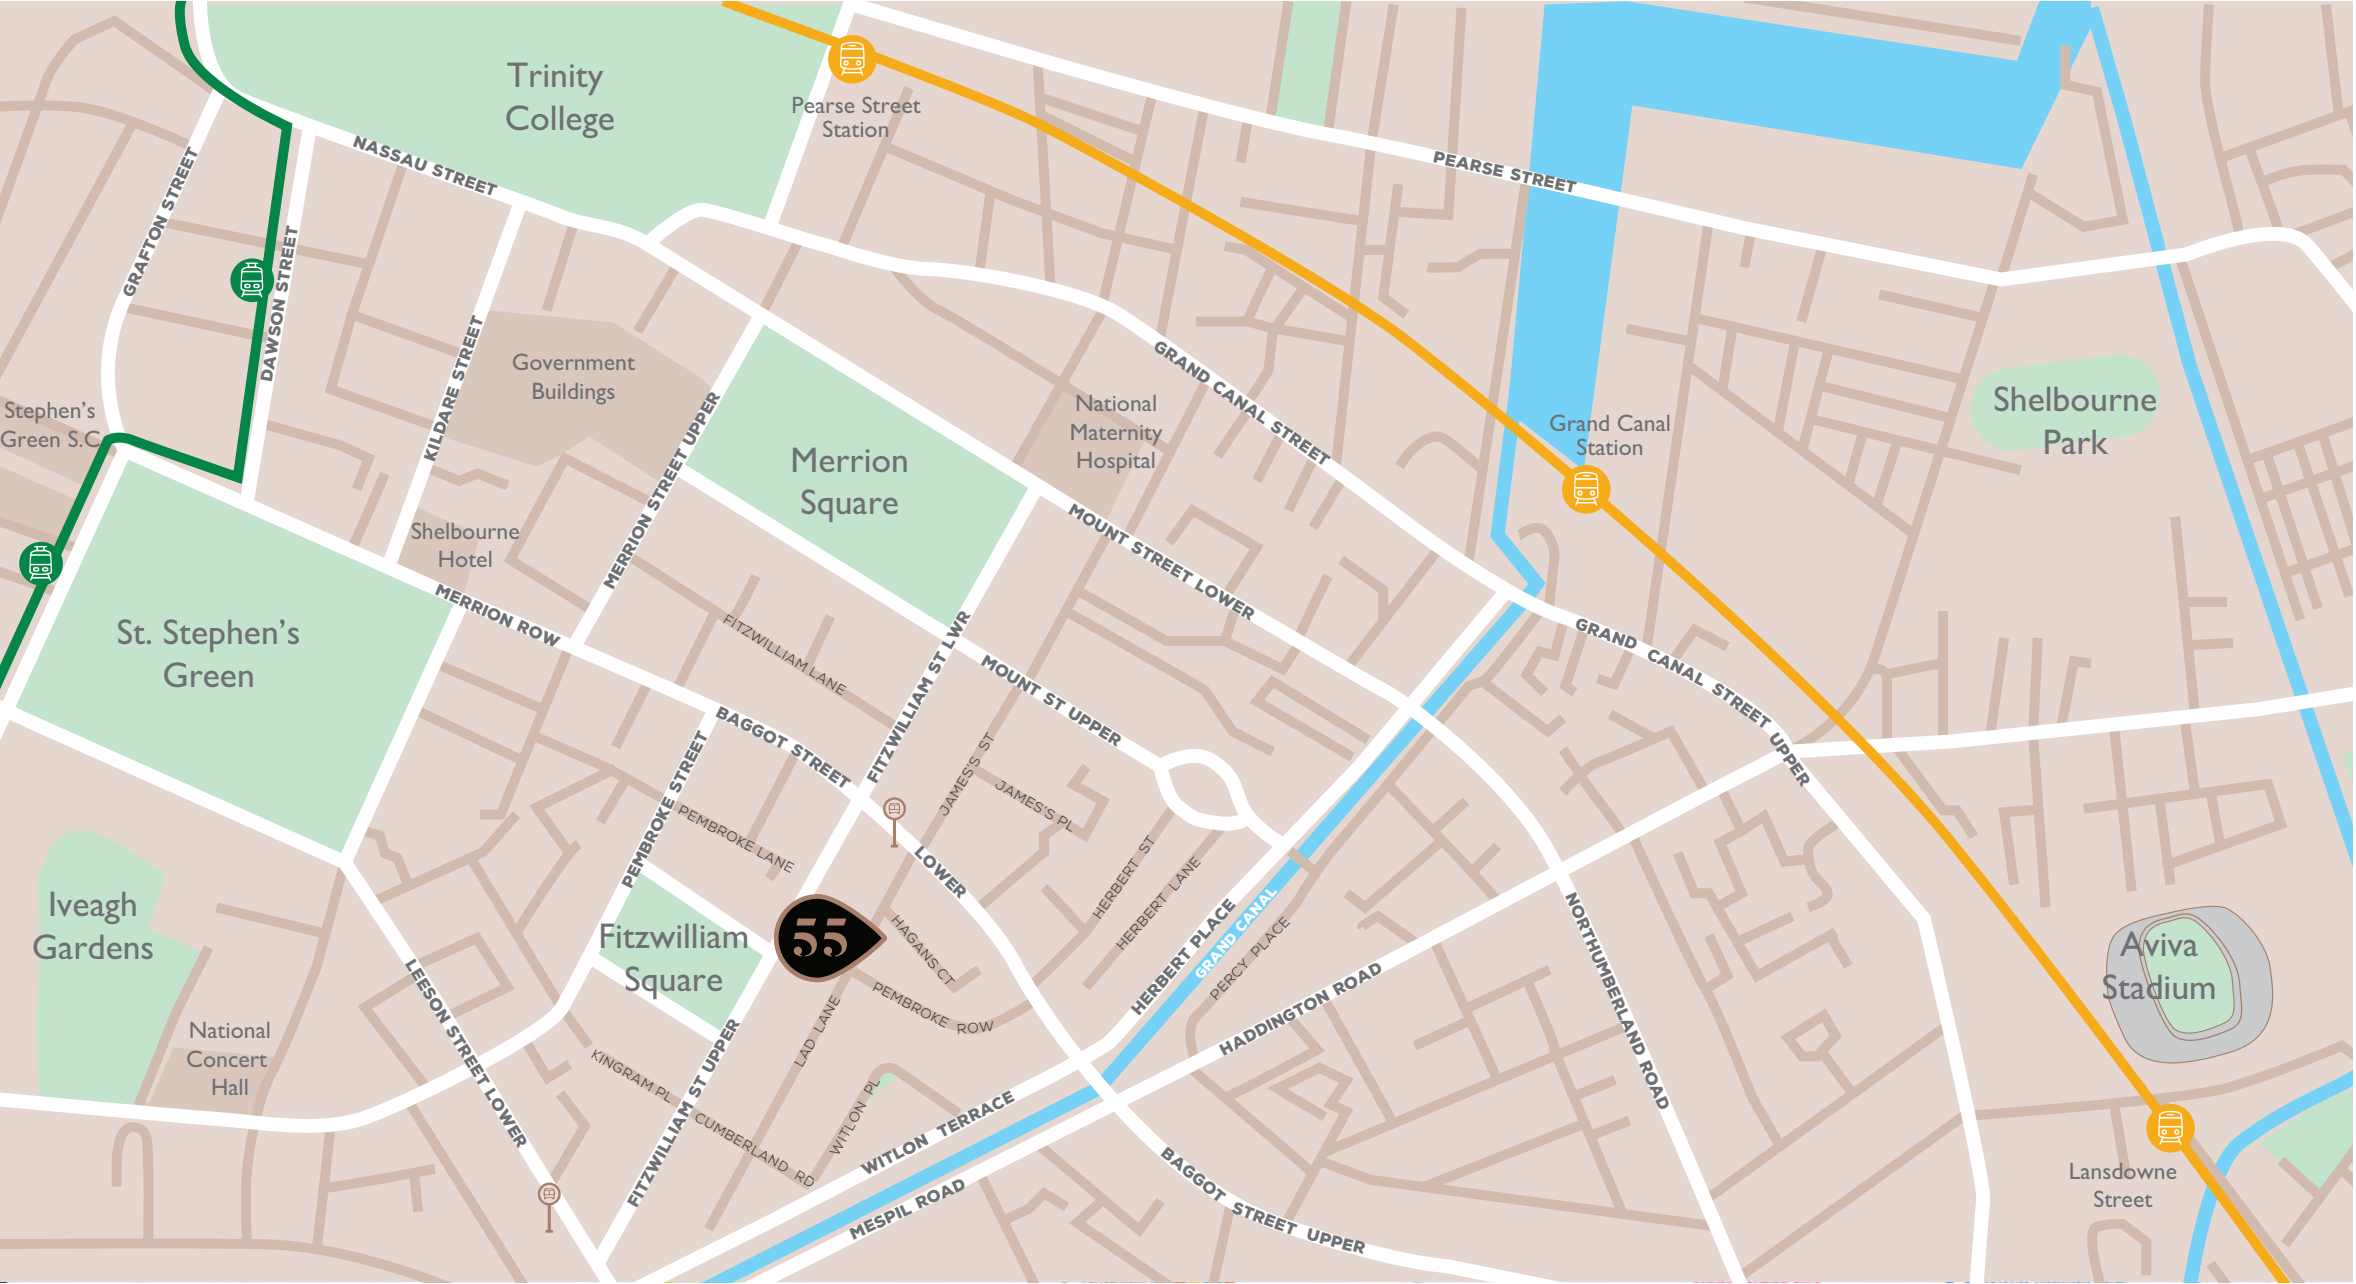 Trinity
College
Pearse Street
Station
PEARSE STREET
NASSAU STREET
GRAFTON STREET
DAWSON STREET
KILDARE STREET
Government
Buildings
MERRION STREET UPPER
Stephen's
Green S.C
Merrion
Square
National
Maternity
Hospital
GRAND CANAL STREET
Grand Canal
Station
Shelbourne
Park
Shelbourne
Hotel
MOUNT STREET LOWER
St. Stephen's
Green
MERRION ROW
FITZWILLIAM LANE
FITZWILLIAM ST LWR
MOUNT ST UPPER
GRAND CANAL STREET UPPER
BAGGOT STREET
LOWER
PEMBROKE STREET
PEMBROKE LANE
JAMES'S ST
JAMES'S PL
HERBERT ST
HERBERT LANE
HERBERT PLACE
GRAND CANAL
PERCY PLACE
Iveagh
Gardens
Fitzwilliam
Square
55
HAGANS CT
PEMBROKE ROW
LAD LANE
HADDINGTON ROAD
NORTHUMBERLAND ROAD
Aviva
Stadium
National
Concert
Hall
LEESON STREET LOWER
KINGRAM PL
FITZWILLIAM ST UPPER
CUMBERLAND RD
WITLON PL
WITLON TERRACE
MESPIL ROAD
BAGGOT STREET UPPER
Lansdowne
Street